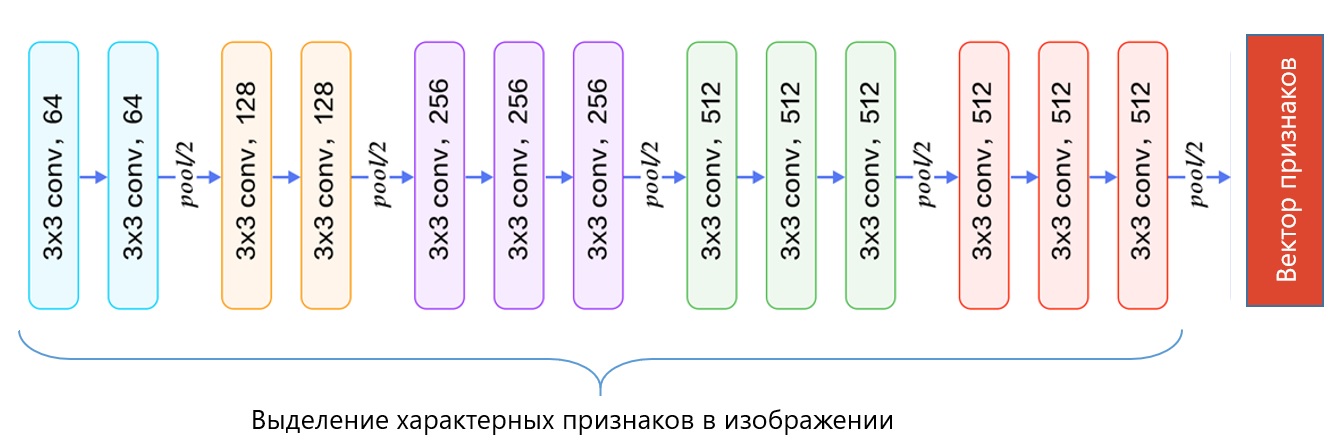 3x3 conv, 64
3x3 conv, 64
pool/2
3x3 conv, 128
3x3 conv, 128
pool/2
3x3 conv, 256
3x3 conv, 256
3x3 conv, 256
pool/2
3x3 conv, 512
3x3 conv, 512
3x3 conv, 512
pool/2
3x3 conv, 512
3x3 conv, 512
3x3 conv, 512
pool/2
Вектор признаков
Выделение характерных признаков в изображении